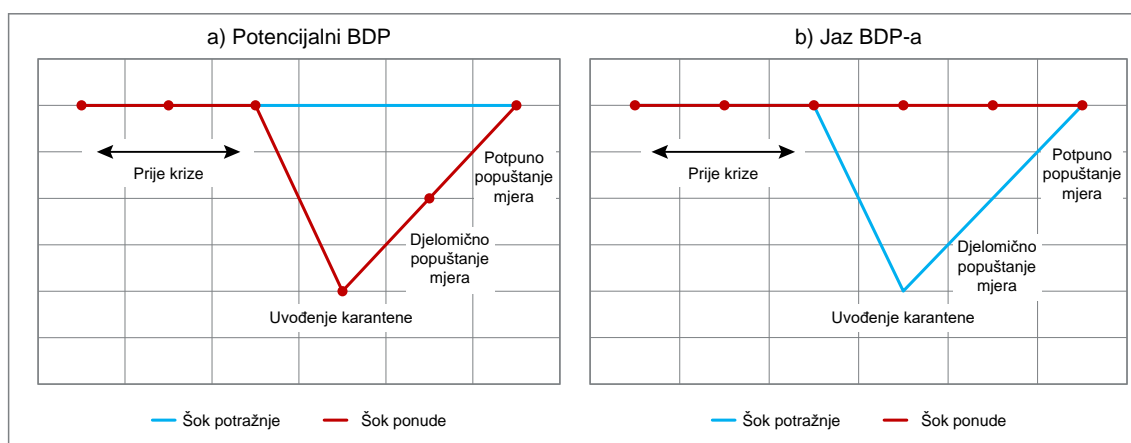 a) Potencijalni BDP
Prije krize
Potpuno
popuštanje
mjera
Djelomično
popuštanje
mjera
Uvođenje karantene
Šok potražnje
Šok ponude
b) Jaz BDP-a
Prije krize
Potpuno
popuštanje
mjera
Djelomično
popuštanje
mjera
Uvođenje karantene
Šok potražnje
Šok ponude